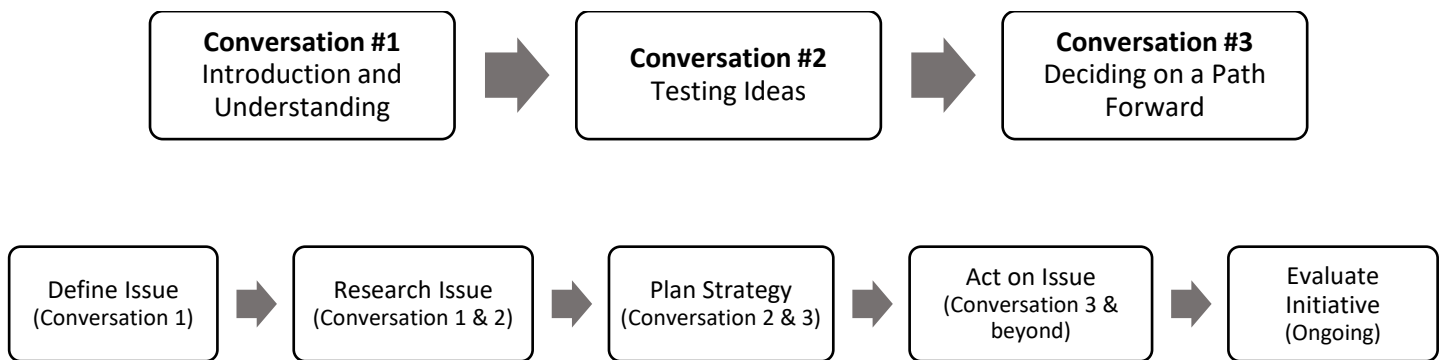 Conversation #1
Introduction and
Understanding
Conversation #2
Testing Ideas
Conversation #3
Deciding on a Path
Forward
Define Issue
(Conversation 1)
Research Issue
(Conversation 1 & 2)
Plan Strategy
(Conversation 2 & 3)
Act on Issue
(Conversation 3 &
beyond)
Evaluate
Initiative
(Ongoing)